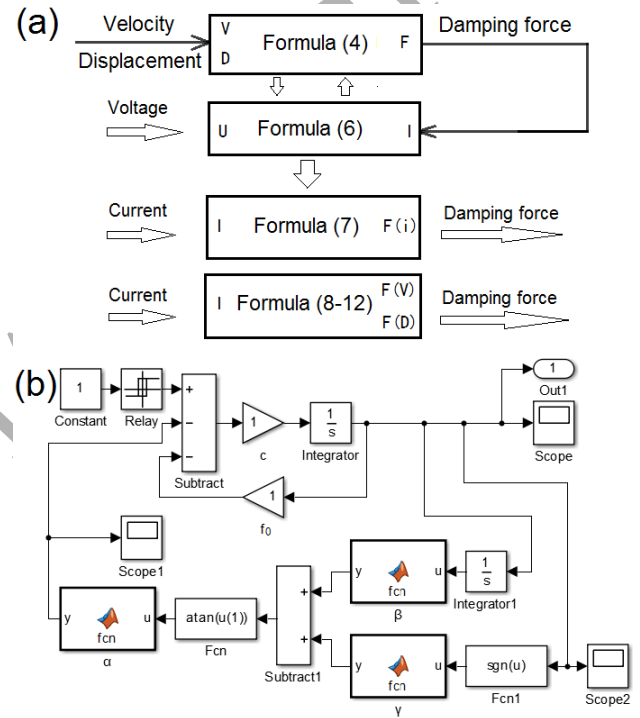 (a)
Velocity
Displacement
V
D
Formula (4)
F
Damping force
Voltage
U
Formula (6)
I
Current
I
Formula (7)
F(i)
Damping force
Current
I
Formula (8-12)
F(V)
F(D)
Damping force
(b)
1
Constant
Relay
+
−
−
Subtract
1
c
1
s
Integrator
1
Out1
Scope
1
f0
Scope1
y
fcn
u
α
atan(u(1))
Fcn
+
+
Subtract1
y
fcn
u
β
1
s
Integrator1
y
fcn
u
γ
sgn(u)
Fcn1
Scope2